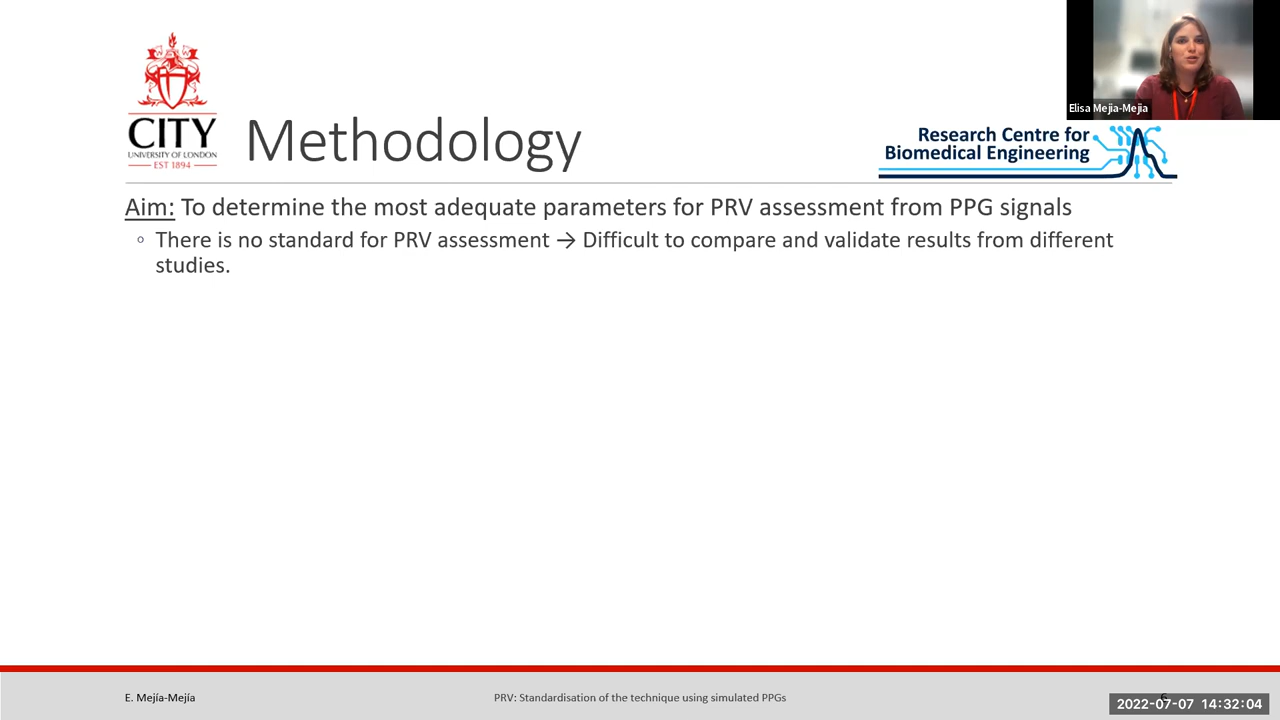 CITY
UNIVERSITY OF LONDON
EST 1894
Methodology
Research Centre for
Biomedical Engineering
Elisa Mejia-Mejia
Aim: To determine the most adequate parameters for PRV assessment from PPG signals
◦ There is no standard for PRV assessment → Difficult to compare and validate results from different
studies.
E. Mejía-Mejía
PRV: Standardisation of the technique using simulated PPGs
2022-07-07 14:32:04